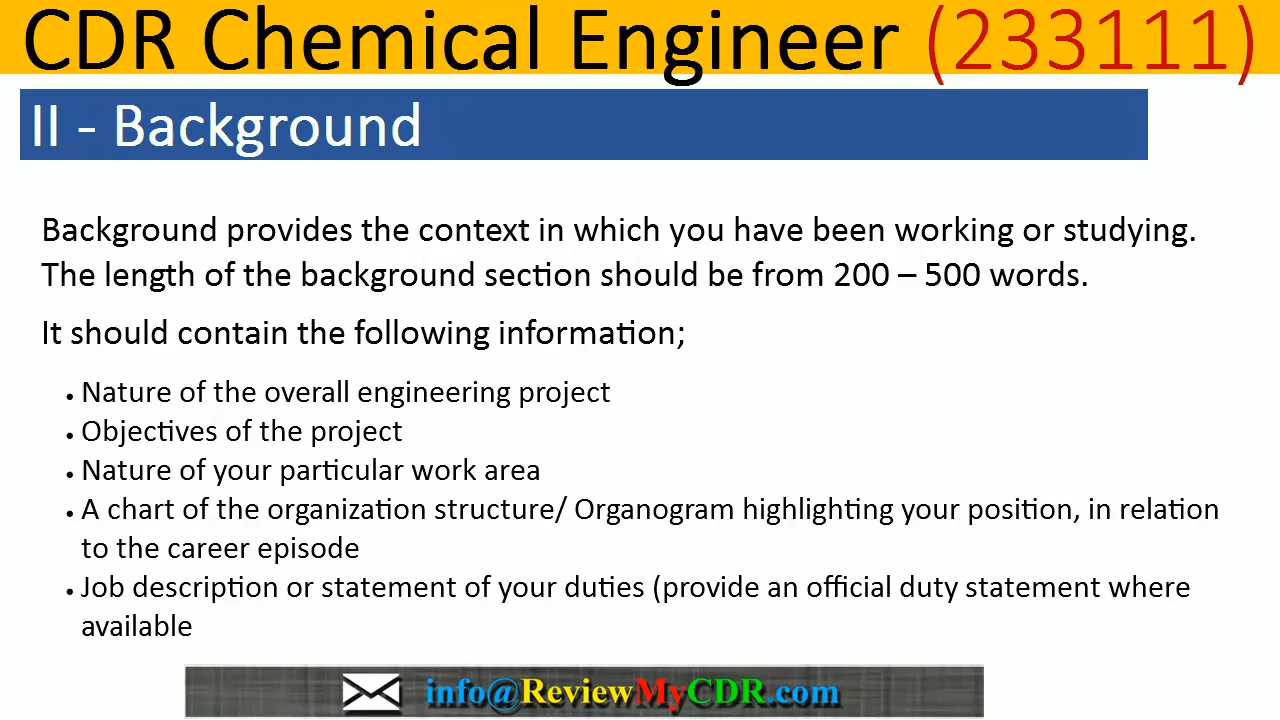 CDR Chemical Engineer (233111)
II - Background
Background provides the context in which you have been working or studying.
The length of the background section should be from 200 – 500 words.
It should contain the following information;
• Nature of the overall engineering project
• Objectives of the project
• Nature of your particular work area
• A chart of the organization structure/ Organogram highlighting your position, in relation
to the career episode
• Job description or statement of your duties (provide an official duty statement where
available
info@ReviewMyCDR.com